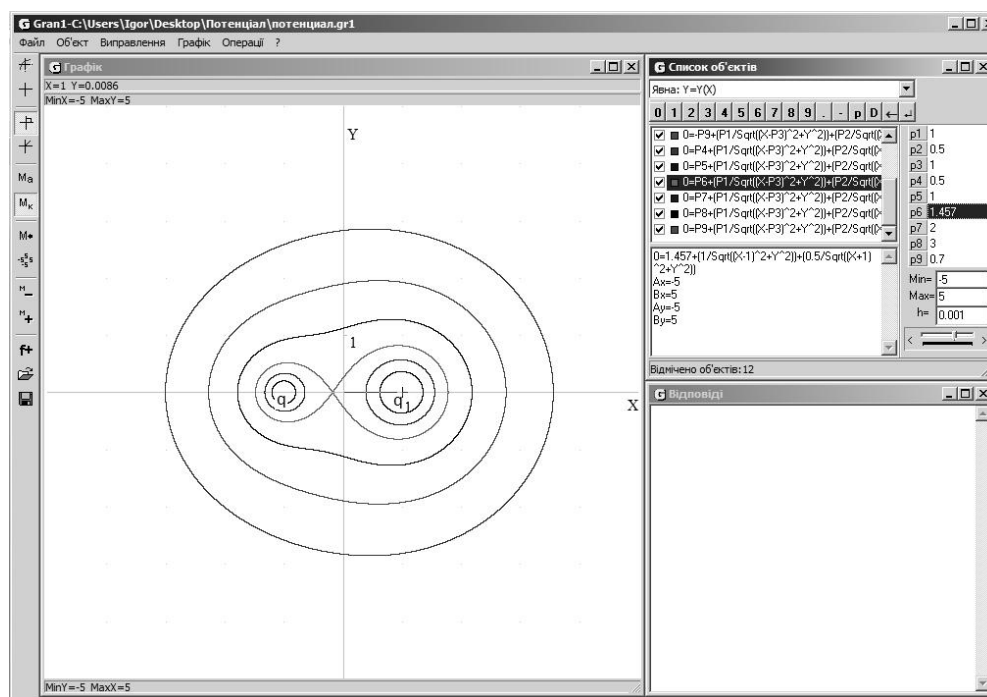 Gran1-C:\Users\Igor\Desktop\Потенціал\потенциал.gr1
Файл Об'єкт Виправлення Графік Операції ?
Графік
X=1 Y=0.0086
MinX=-5 MaxY=5
Y
1
X
q
q1
MinY=-5 MaxX=5
Ma
Mк
M
f+
Список об'єктів
Явна: Y=Y(X)
0 1 2 3 4 5 6 7 8 9 . - p D ← ↵
0=-P9+(P1/Sqrt((X-P3)^2+Y^2))+(P2/Sqrt((X
0=P4+(P1/Sqrt((X-P3)^2+Y^2))+(P2/Sqrt((X-
0=P5+(P1/Sqrt((X-P3)^2+Y^2))+(P2/Sqrt((X-
0=P6+(P1/Sqrt((X-P3)^2+Y^2))+(P2/Sqrt((X-
0=P7+(P1/Sqrt((X-P3)^2+Y^2))+(P2/Sqrt((X-
0=P8+(P1/Sqrt((X-P3)^2+Y^2))+(P2/Sqrt((X-
0=P9+(P1/Sqrt((X-P3)^2+Y^2))+(P2/Sqrt((X-
p1 1
p2 0.5
p3 1
p4 0.5
p5 1
p6 1.457
p7 2
p8 3
p9 0.7
0=1.457+(1/Sqrt((X-1)^2+Y^2))+(0.5/Sqrt((X+1)
^2+Y^2))
Ax=-5
Bx=5
Ay=-5
By=5
Min= -5
Max= 5
h= 0.001
< >
Відмічено об'єктів:12
Відповіді